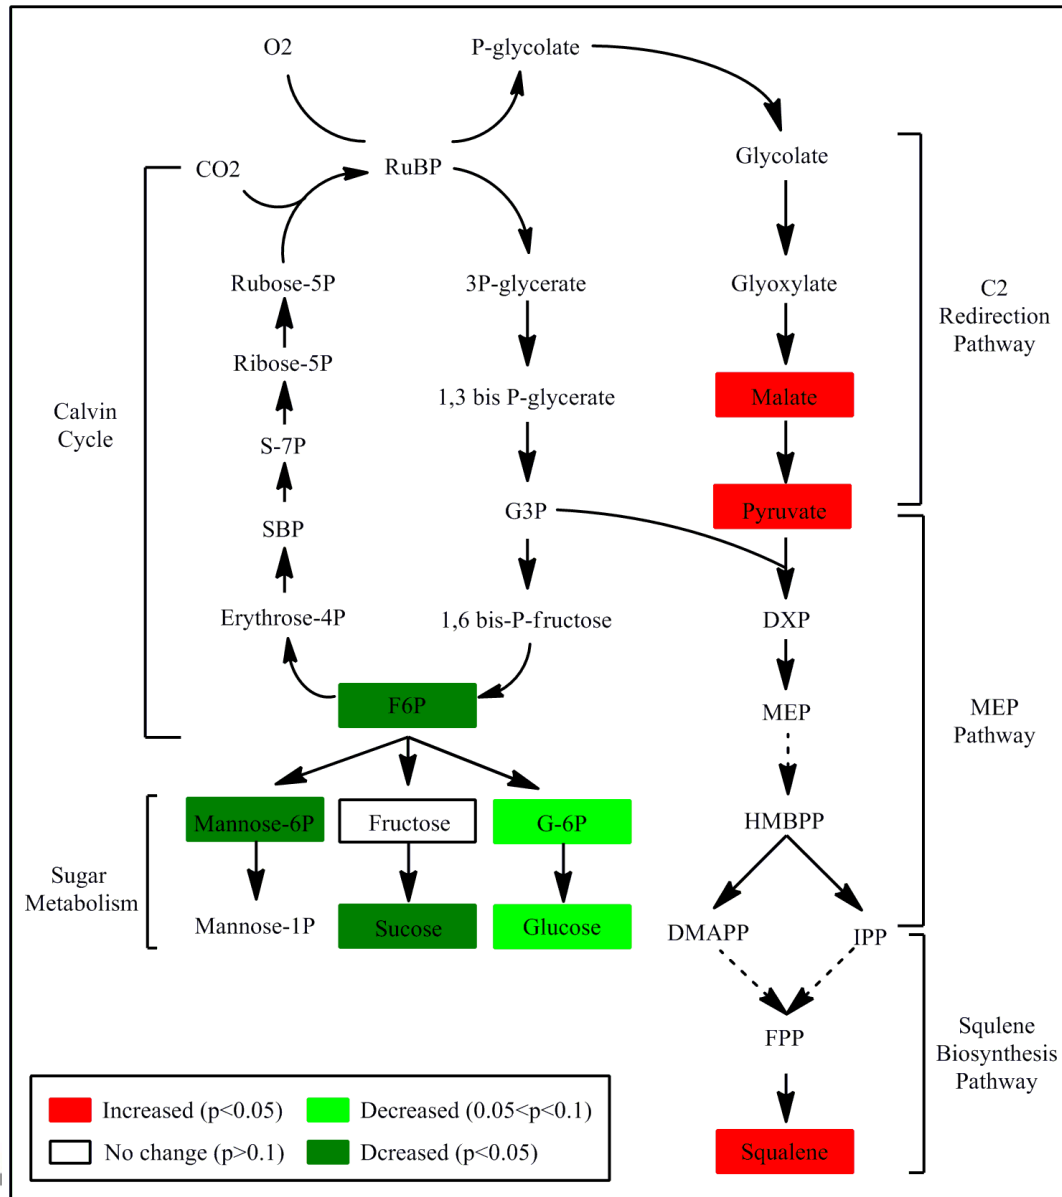 O2
P-glycolate
Glycolate
CO2
RuBP
Rubose-5P
3P-glycerate
Glyoxylate
C2
Redirection
Pathway
Ribose-5P
1,3 bis P-glycerate
Malate
Calvin
Cycle
S-7P
G3P
Pyruvate
SBP
Erythrose-4P
1,6 bis-P-fructose
DXP
F6P
MEP
MEP
Pathway
Mannose-6P
Fructose
G-6P
HMBPP
Sugar
Metabolism
Mannose-1P
Sucose
Glucose
DMAPP
IPP
FPP
Squlene
Biosynthesis
Pathway
Increased (p<0.05)
Decreased (0.05<p<0.1)
No change (p>0.1)
Dcreased (p<0.05)
Squalene